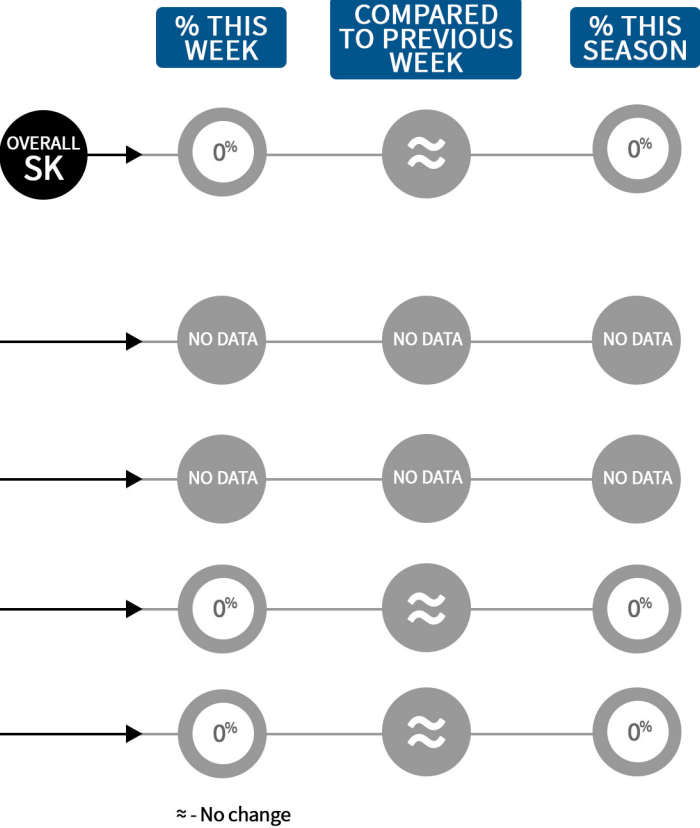 % THIS
WEEK
COMPARED
TO PREVIOUS
WEEK
% THIS
SEASON
OVERALL
SK
0%
≈
0%
NO DATA
NO DATA
NO DATA
NO DATA
NO DATA
NO DATA
0%
≈
0%
0%
≈
0%
≈ - No change